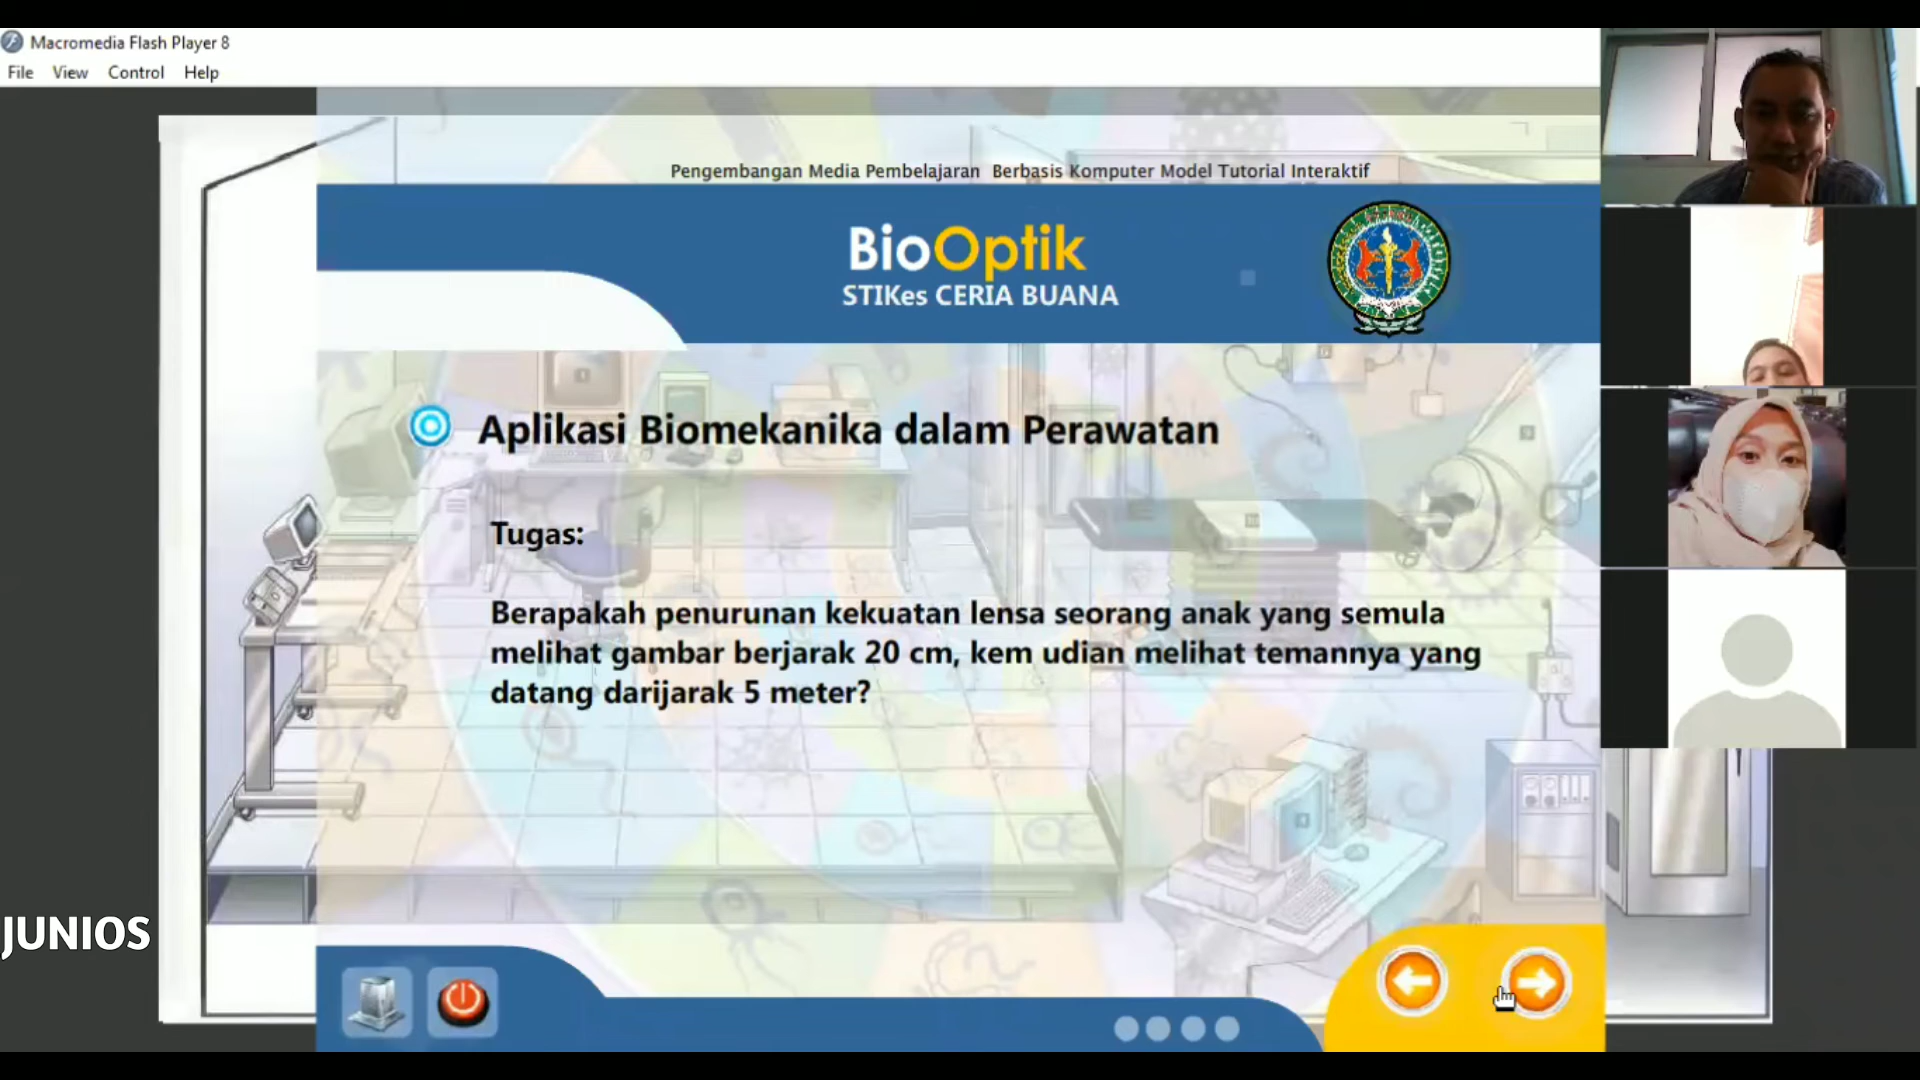 Macromedia Flash Player 8
File View Control Help
Pengembangan Media Pembelajaran Berbasis Komputer Model Tutorial Interaktif
BioOptik
STIKes CERIA BUANA
Aplikasi Biomekanika dalam Perawatan
Tugas:
Berapakah penurunan kekuatan lensa seorang anak yang semula
melihat gambar berjarak 20 cm, kem udian melihat temannya yang
datang darijarak 5 meter?
JUNIOS